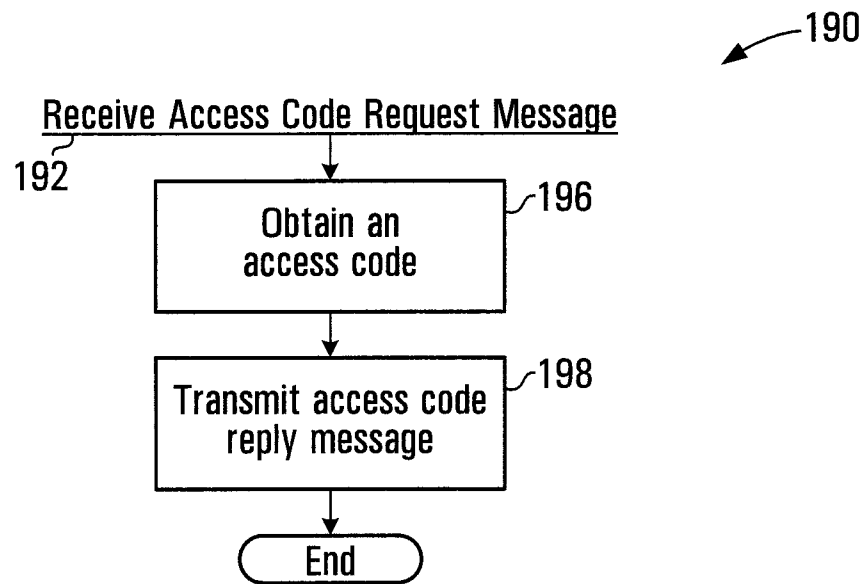 190
Receive Access Code Request Message
192
196
Obtain an
access code
198
Transmit access code
reply message
End